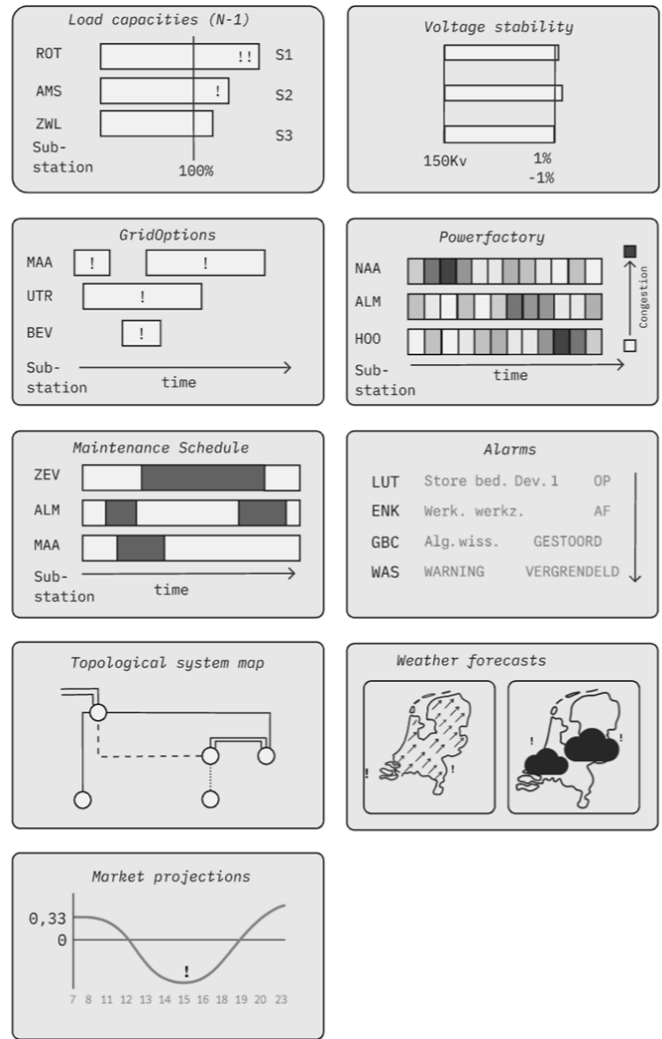 Load capacities (N-1)
ROT !! S1
AMS ! S2
ZWL S3
Sub-
station
100%
Voltage stability
150Kv 1%
-1%
GridOptions
MAA ! !
UTR !
BEV !
Sub-
station
time
Powerfactory
NAA
ALM
HOO
Sub-
station
time
Congestion
Maintenance Schedule
ZEV
ALM
MAA
Sub-
station
time
Alarms
LUT Store bed. Dev.1 OP
ENK Werk. werkz. AF
GBC Alg.wiss. GESTOORD
WAS WARNING VERGRENDELD
Topological system map
Weather forecasts
! !
! !
Market projections
0,33
0
!
7 8 11 12 13 14 15 16 18 19 20 23